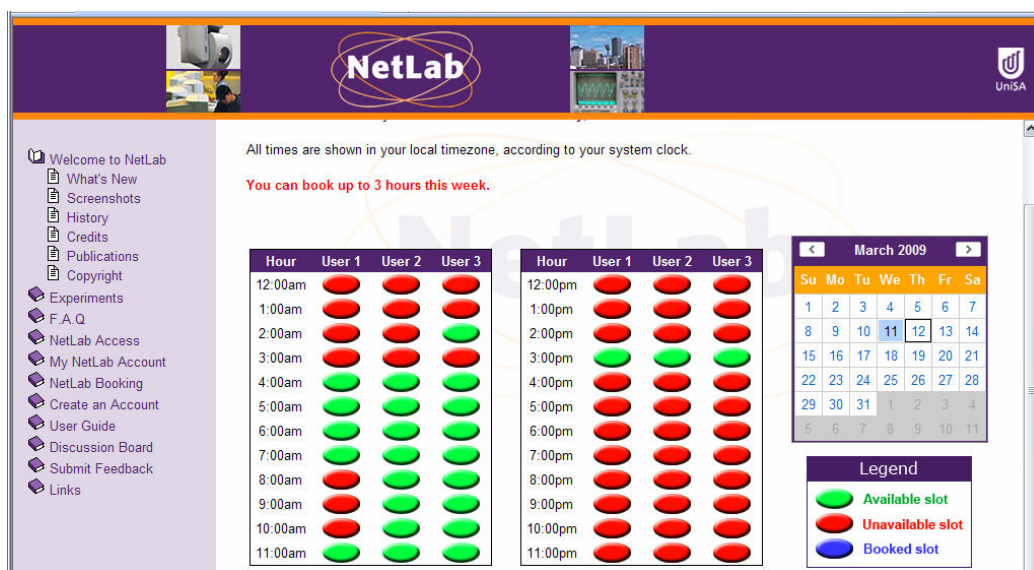 NetLab
UniSA
Welcome to NetLab
What's New
Screenshots
History
Credits
Publications
Copyright
Experiments
F.A.Q
NetLab Access
My NetLab Account
NetLab Booking
Create an Account
User Guide
Discussion Board
Submit Feedback
Links
All times are shown in your local timezone, according to your system clock.
You can book up to 3 hours this week.
Hour User 1 User 2 User 3
12:00am
1:00am
2:00am
3:00am
4:00am
5:00am
6:00am
7:00am
8:00am
9:00am
10:00am
11:00am
Hour User 1 User 2 User 3
12:00pm
1:00pm
2:00pm
3:00pm
4:00pm
5:00pm
6:00pm
7:00pm
8:00pm
9:00pm
10:00pm
11:00pm
March 2009
Su Mo Tu We Th Fr Sa
1 2 3 4 5 6 7
8 9 10 11 12 13 14
15 16 17 18 19 20 21
22 23 24 25 26 27 28
29 30 31 1 2 3 4
5 6 7 8 9 10 11
Legend
Available slot
Unavailable slot
Booked slot
NetLab